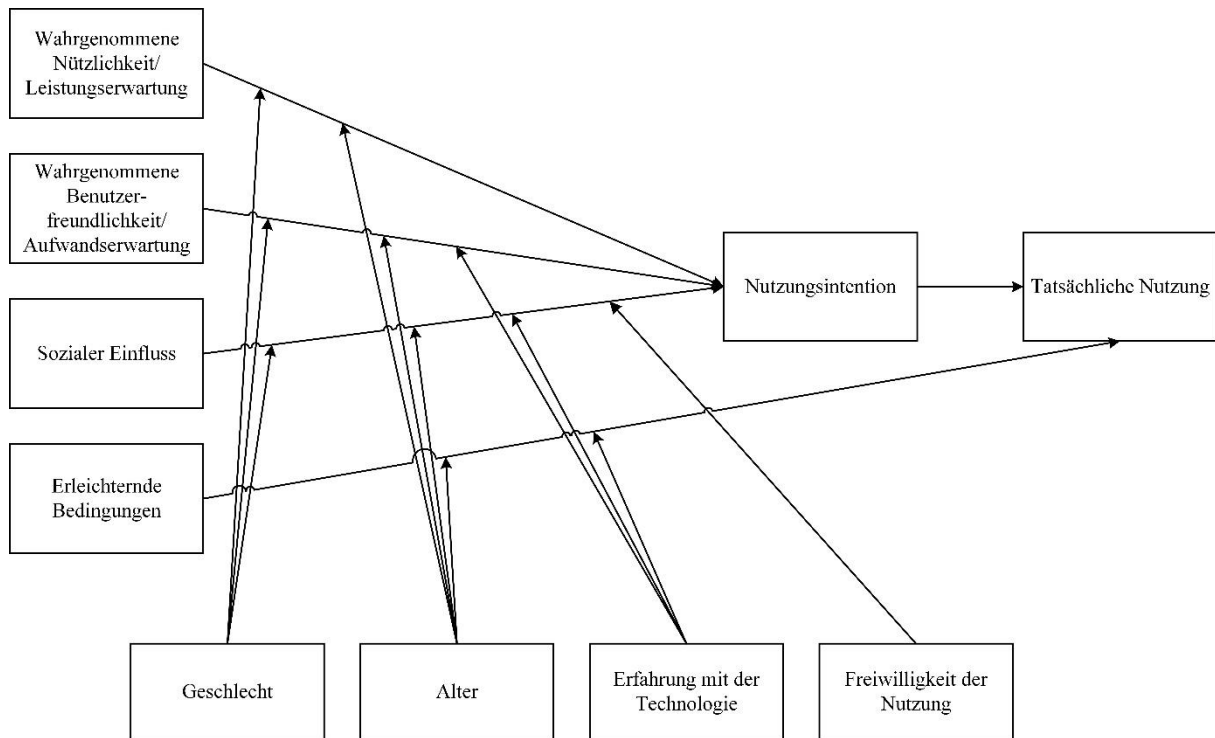 Wahrgenommene
Nützlichkeit/
Leistungserwartung
Wahrgenommene
Benutzer-
freundlichkeit/
Aufwandserwartung
Sozialer Einfluss
Erleichternde
Bedingungen
Nutzungsintention
Tatsächliche Nutzung
Geschlecht
Alter
Erfahrung mit der
Technologie
Freiwilligkeit der
Nutzung